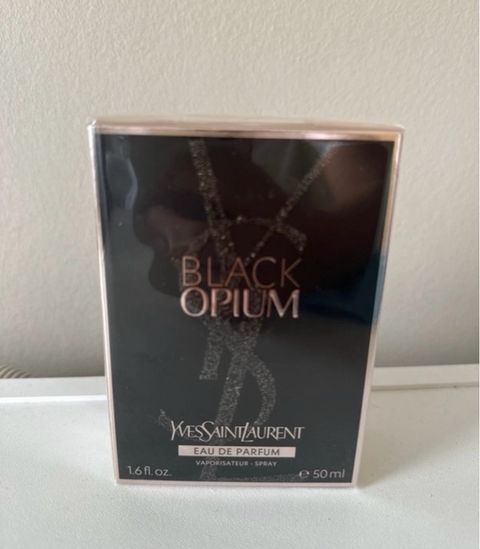 BLACK
OPIUM
YVESSAINTLAURENT
EAU DE PARFUM
VAPORISATEUR - SPRAY
1.6 fl. oz. ℮ 50 ml